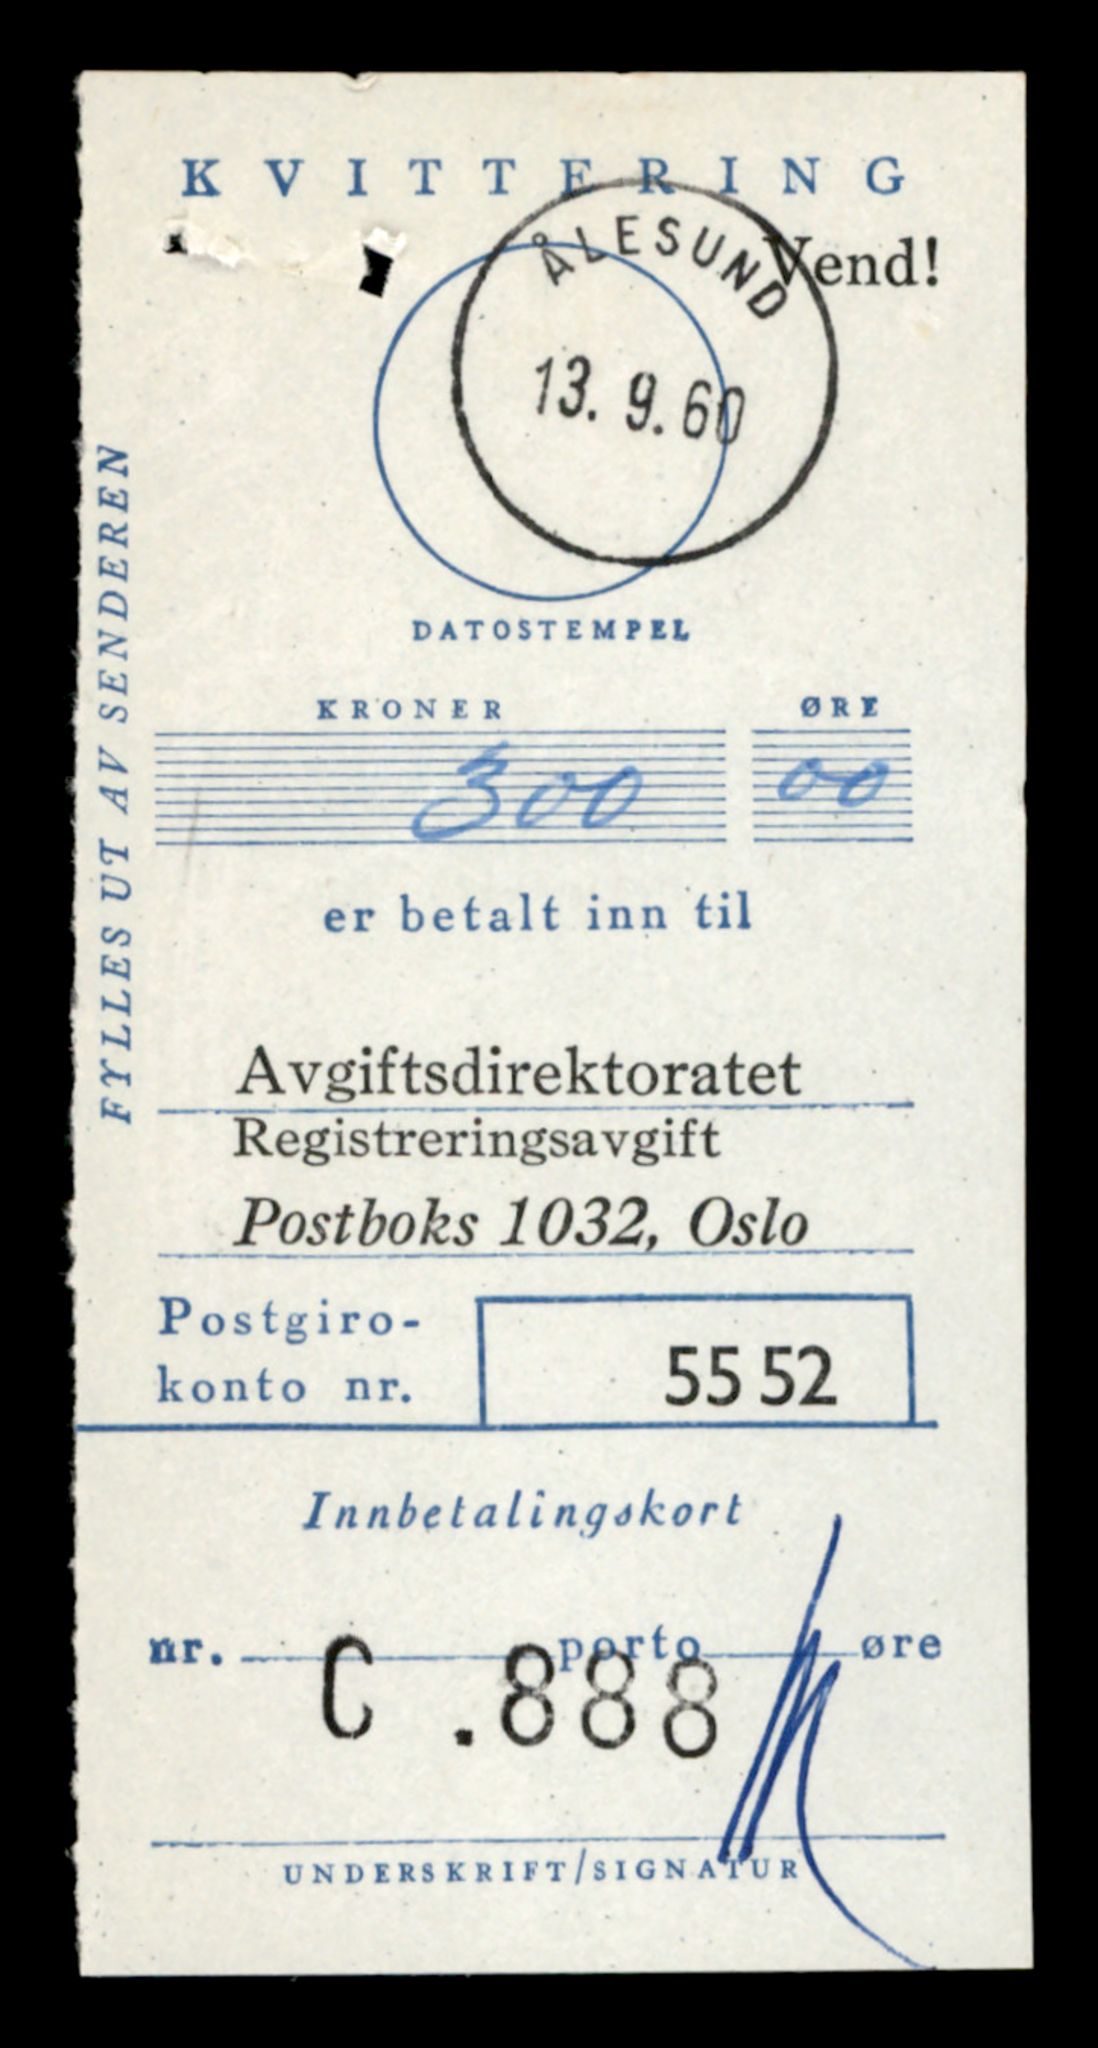 KVITTERING
Vend!
ÅLESUND
13. 9. 60
DATOSTEMPEL
FYLLES UT AV SENDEREN
KRONER ØRE
300 00
er betalt inn til
Avgiftsdirektoratet
Registreringsavgift
Postboks 1032, Oslo
Postgiro-
konto nr. 55 52
Innbetalingskort
nr. porto øre
C .888
UNDERSKRIFT/SIGNATUR